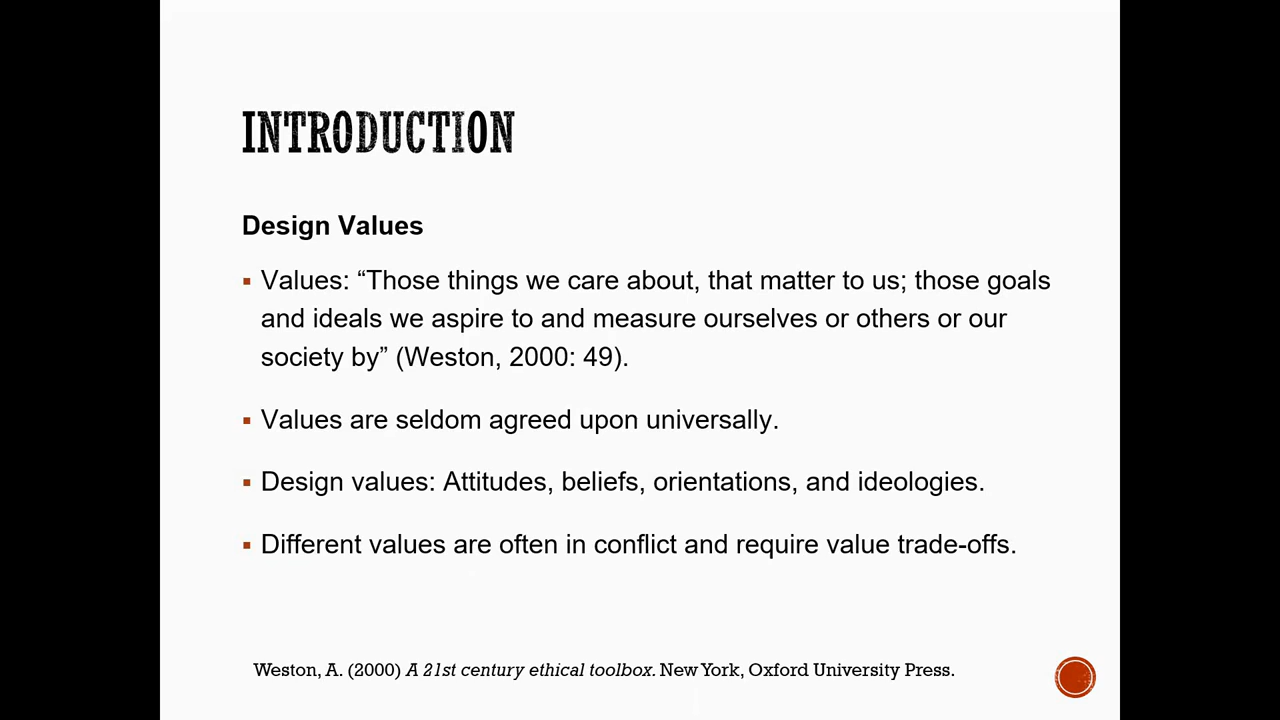 INTRODUCTION
Design Values
▪ Values: “Those things we care about, that matter to us; those goals
and ideals we aspire to and measure ourselves or others or our
society by” (Weston, 2000: 49).
▪ Values are seldom agreed upon universally.
▪ Design values: Attitudes, beliefs, orientations, and ideologies.
▪ Different values are often in conflict and require value trade-offs.
Weston, A. (2000) A 21st century ethical toolbox. New York, Oxford University Press.